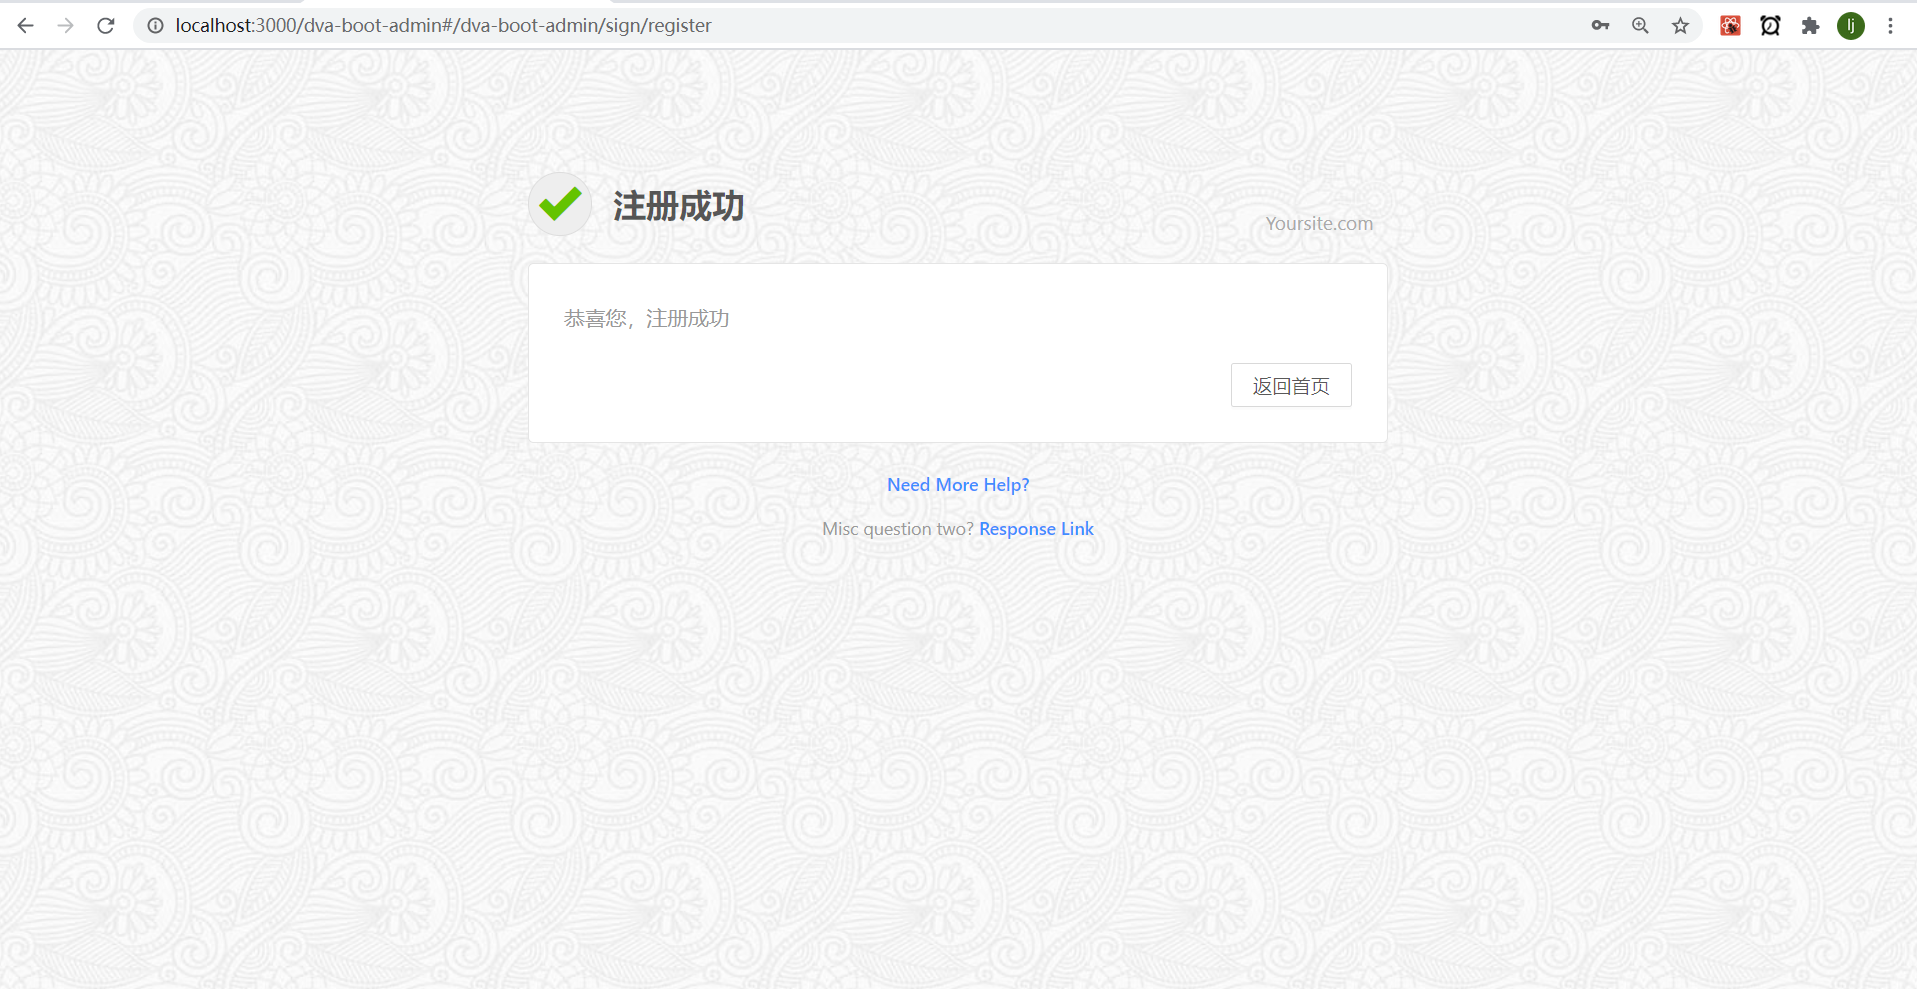 localhost:3000/dva-boot-admin#/dva-boot-admin/sign/register
lj
注册成功
Yoursite.com
恭喜您，注册成功
返回首页
Need More Help?
Misc question two? Response Link